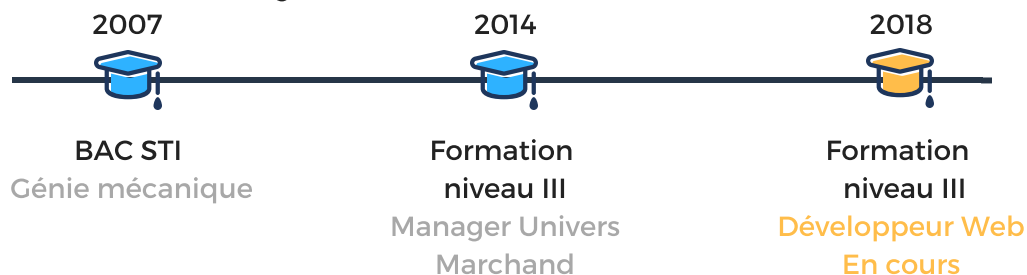 2007
BAC STI
Génie mécanique
2014
Formation
niveau III
Manager Univers
Marchand
2018
Formation
niveau III
Développeur Web
En cours